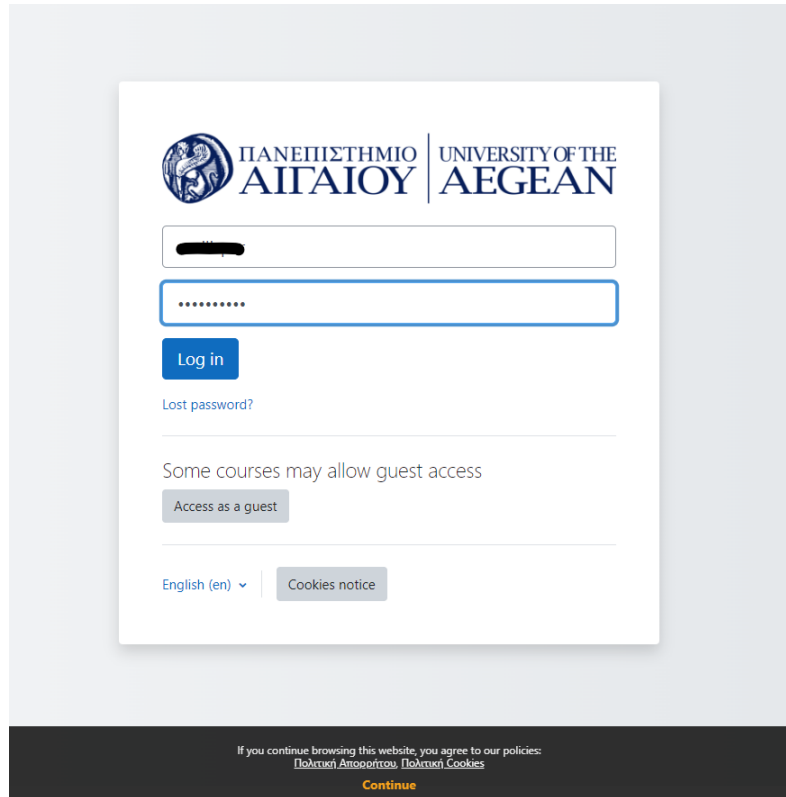 ΠΑΝΕΠΙΣΤΗΜΙΟ
ΑΙΓΑΙΟΥ
UNIVERSITY OF THE
AEGEAN
Log in
Lost password?
Some courses may allow guest access
Access as a guest
English (en)
Cookies notice
If you continue browsing this website, you agree to our policies:
Πολιτική Απορρήτου, Πολιτική Cookies
Continue